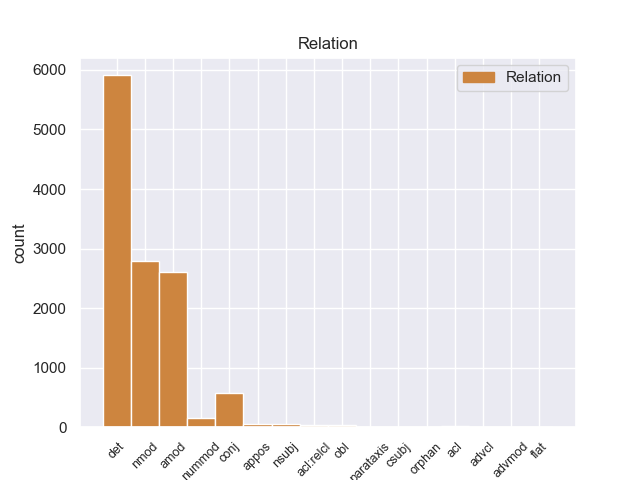 Relation
Relation
6000
5000
4000
3000
2000
1000
0
count
det
nmod
amod
nummod
conj
appos
nsubj
acl:relcl
obl
parataxis
csubj
orphan
acl
advcl
advmod
flat